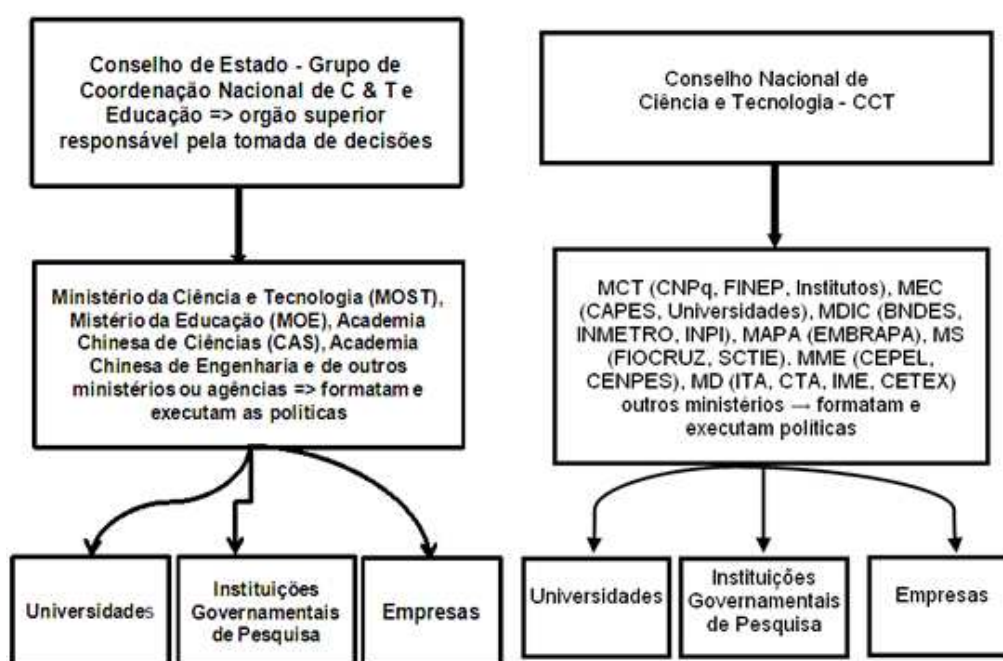 Conselho de Estado - Grupo de
Coordenação Nacional de C & T e
Educação => orgão superior
responsável pela tomada de decisões
Ministério da Ciência e Tecnologia (MOST),
Mistério da Educação (MOE), Academia
Chinesa de Ciências (CAS), Academia
Chinesa de Engenharia e de outros
ministérios ou agências => formatam e
executam as políticas
Universidades
Instituições
Governamentais
de Pesquisa
Empresas
Conselho Nacional de
Ciência e Tecnologia - CCT
MCT (CNPq, FINEP, Institutos), MEC
(CAPES, Universidades), MDIC (BNDES,
INMETRO, INPI), MAPA (EMBRAPA), MS
(FIOCRUZ, SCTIE). MME (CEPEL,
CENPES), MD (ITA, CTA, IME, CETEX)
outros ministérios → formatam e
executam políticas
Universidades
Instituições
Governamentais
de Pesquisa
Empresas